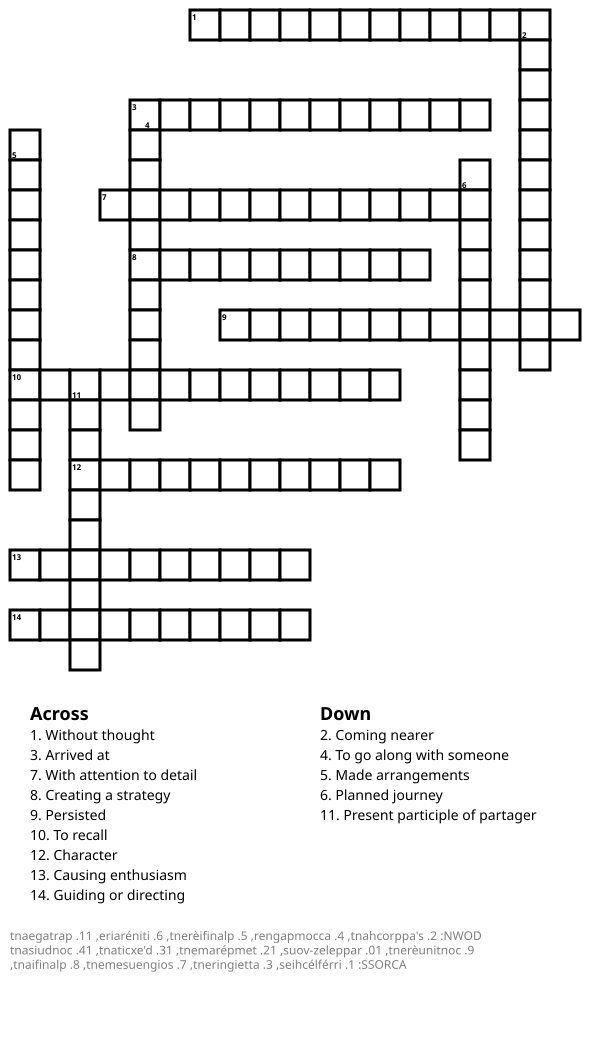 1
2
3
4
5
6
7
8
9
10
11
12
13
14
Across
1. Without thought
3. Arrived at
7. With attention to detail
8. Creating a strategy
9. Persisted
10. To recall
12. Character
13. Causing enthusiasm
14. Guiding or directing
Down
2. Coming nearer
4. To go along with someone
5. Made arrangements
6. Planned journey
11. Present participle of partager
tnaegatrap .11 ,eriaréniti .6 ,tnerèifinalp .5 ,rengapmocca .4 ,tnahcorppa's .2 :NWOD
tnasiudnoc .41 ,tnaticxe'd .31 ,tnemarépmet .21 ,suov-zeleppar .01 ,tnerèunitnoc .9
,tnaifinalp .8 ,tnemesuengios .7 ,tneringietta .3 ,seihcélférri .1 :SSORCA